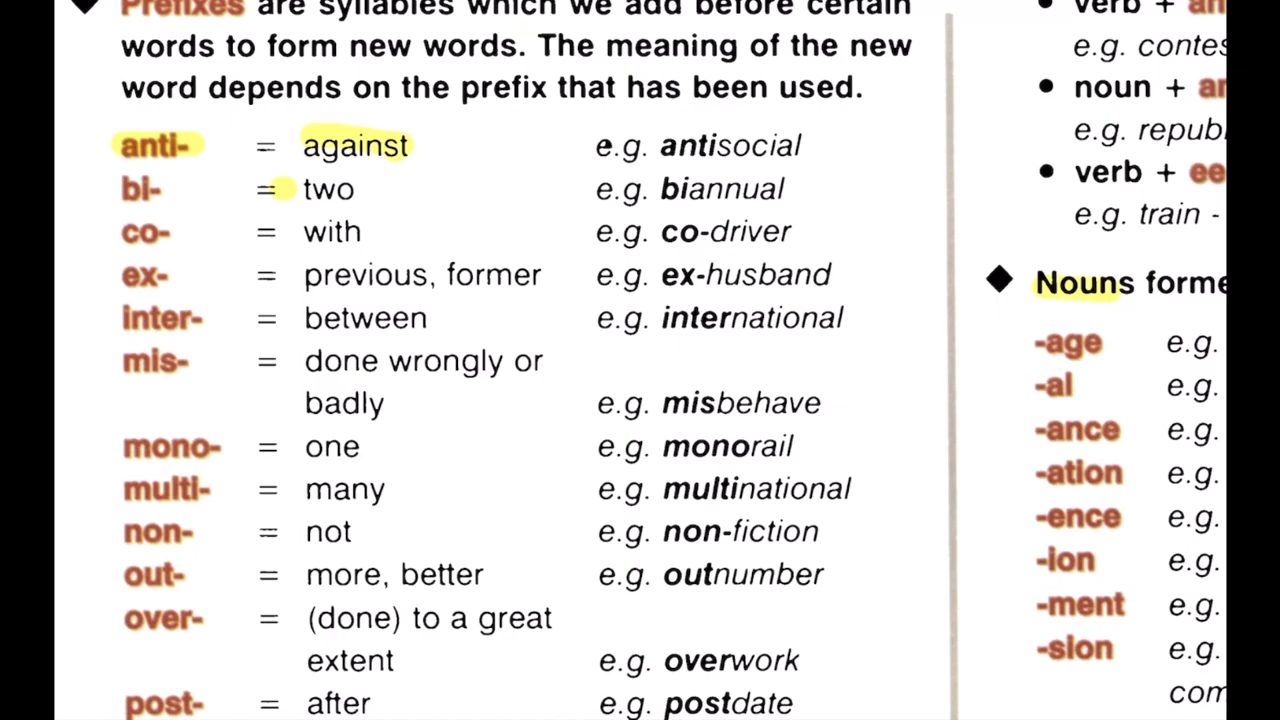 Prefixes are syllables which we add before certain
words to form new words. The meaning of the new
word depends on the prefix that has been used.
anti- = against e.g. antisocial
bi- = two e.g. biannual
co- = with e.g. co-driver
ex- = previous, former e.g. ex-husband
inter- = between e.g. international
mis- = done wrongly or
badly e.g. misbehave
mono- = one e.g. monorail
multi- = many e.g. multinational
non- = not e.g. non-fiction
out- = more, better e.g. outnumber
over- = (done) to a great
extent e.g. overwork
post- = after e.g. postdate
• verb +
e.g.
• noun +
e.g.
• verb + ee
e.g. train -
Nouns
-age e.g.
-al e.g.
-ance e.g.
-ation e.g.
-ence e.g.
-ion e.g.
-ment e.g.
-sion e.g.